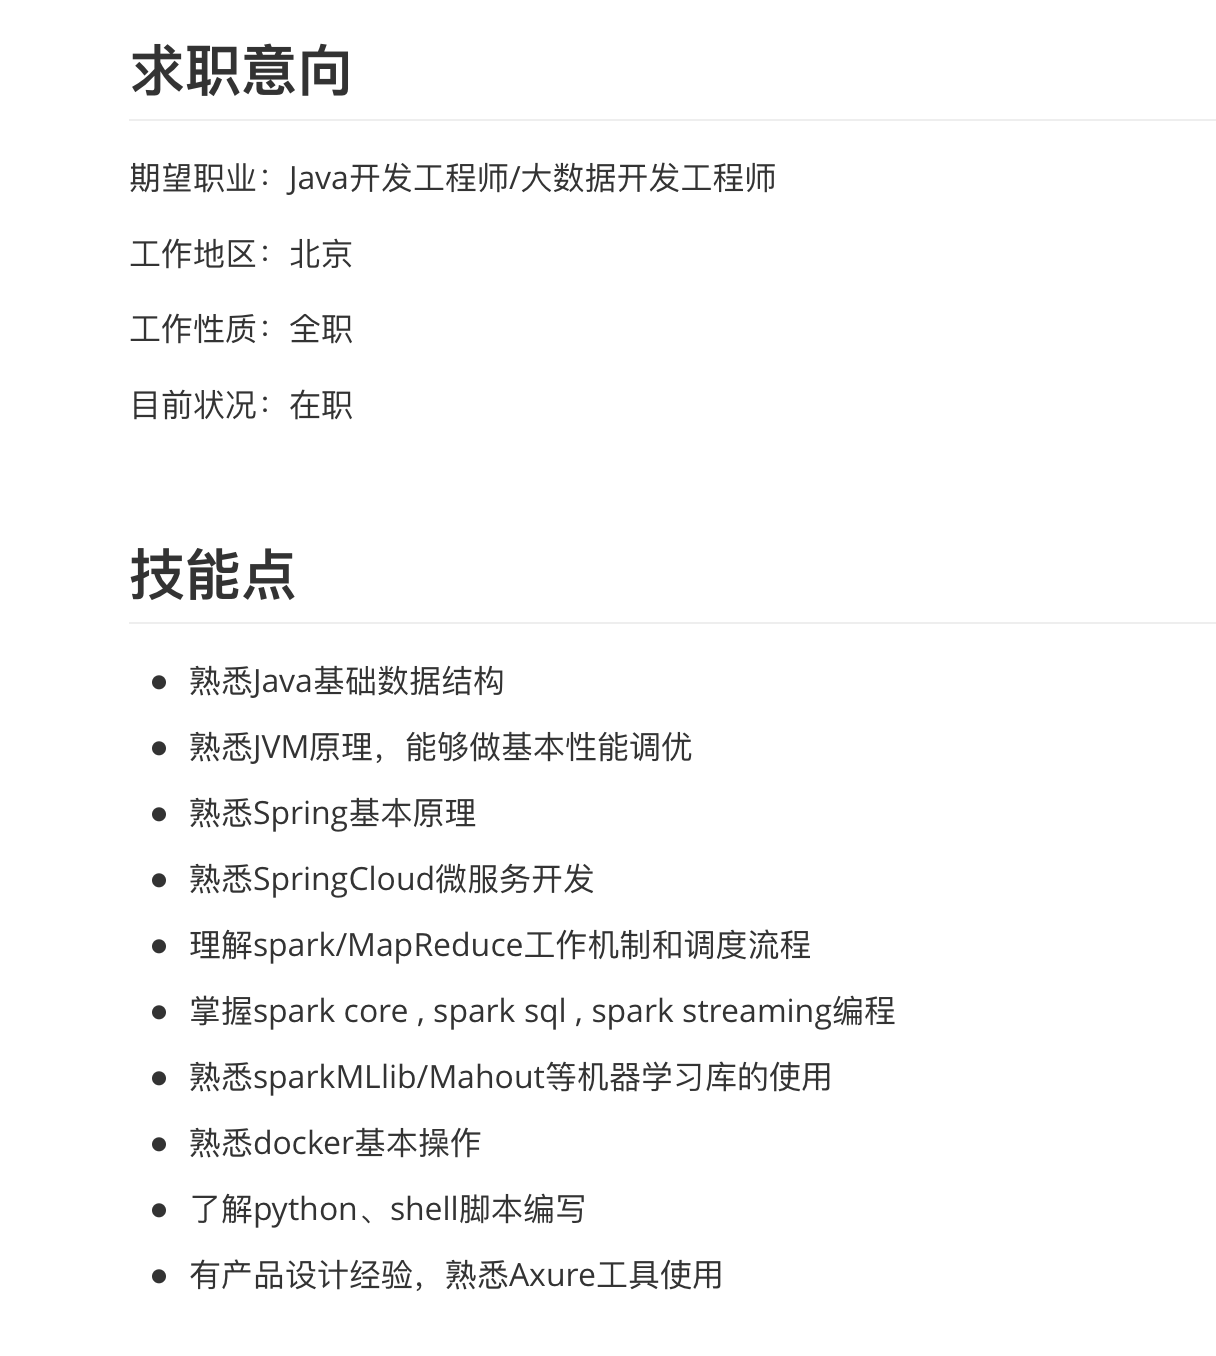 求职意向
期望职业：Java开发工程师/大数据开发工程师
工作地区：北京
工作性质：全职
目前状况：在职
技能点
● 熟悉Java基础数据结构
● 熟悉JVM原理，能够做基本性能调优
● 熟悉Spring基本原理
● 熟悉SpringCloud微服务开发
● 理解spark/MapReduce工作机制和调度流程
● 掌握spark core , spark sql , spark streaming编程
● 熟悉sparkMLlib/Mahout等机器学习库的使用
● 熟悉docker基本操作
● 了解python、shell脚本编写
● 有产品设计经验，熟悉Axure工具使用